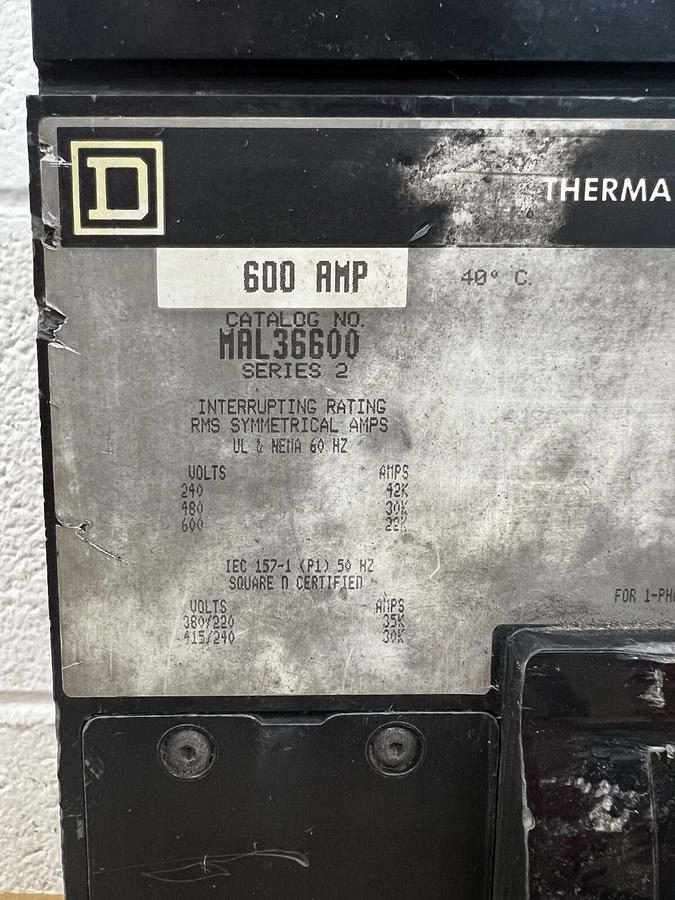 D
THERMA
600 AMP
40° C.
CATALOG NO.
MAL36600
SERIES 2
INTERRUPTING RATING
RMS SYMMETRICAL AMPS
UL & NEMA 60 HZ
VOLTS AMPS
240 42K
480 30K
600 22K
IEC 157-1 (P1) 50 HZ
SQUARE D CERTIFIED
VOLTS AMPS
380/220 35K
415/240 30K
FOR 1-PHA